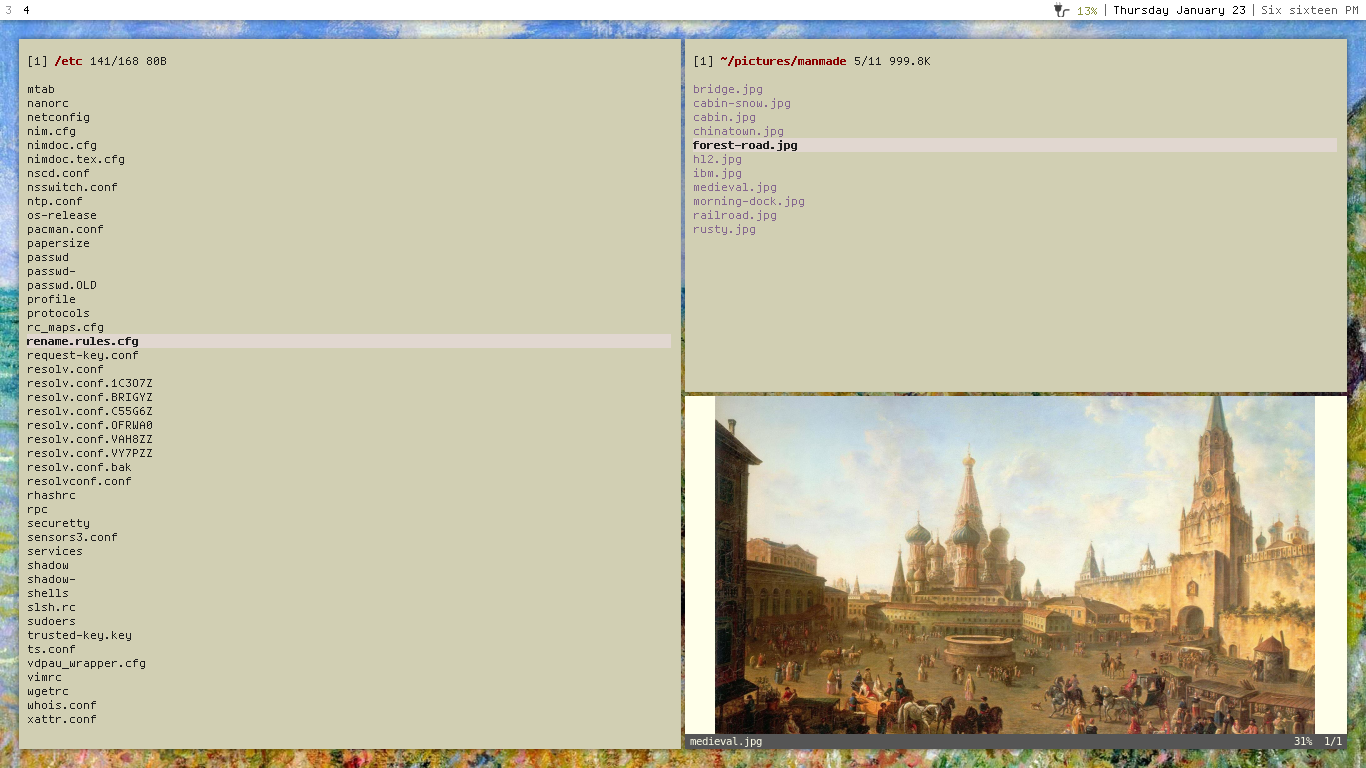 3 4
13% | Thursday January 23 | Six sixteen PM
[1] /etc 141/168 80B
mtab
nanorc
netconfig
nim.cfg
nimdoc.cfg
nimdoc.tex.cfg
nscd.conf
nsswitch.conf
ntp.conf
os-release
pacman.conf
papersize
passwd
passwd-
passwd.OLD
profile
protocols
rc_maps.cfg
rename.rules.cfg
request-key.conf
resolv.conf
resolv.conf.1C3O7Z
resolv.conf.BRIGYZ
resolv.conf.C55G6Z
resolv.conf.OFRWA0
resolv.conf.VAH8ZZ
resolv.conf.VY7PZZ
resolv.conf.bak
resolvconf.conf
rhashrc
rpc
securetty
sensors3.conf
services
shadow
shadow-
shells
slsh.rc
sudoers
trusted-key.key
ts.conf
vdpau_wrapper.cfg
vimrc
wgetrc
whois.conf
xattr.conf
[1] ~/pictures/manmade 5/11 999.8K
bridge.jpg
cabin-snow.jpg
cabin.jpg
chinatown.jpg
forest-road.jpg
hl2.jpg
ibm.jpg
medieval.jpg
morning-dock.jpg
railroad.jpg
rusty.jpg
medieval.jpg 31% 1/1